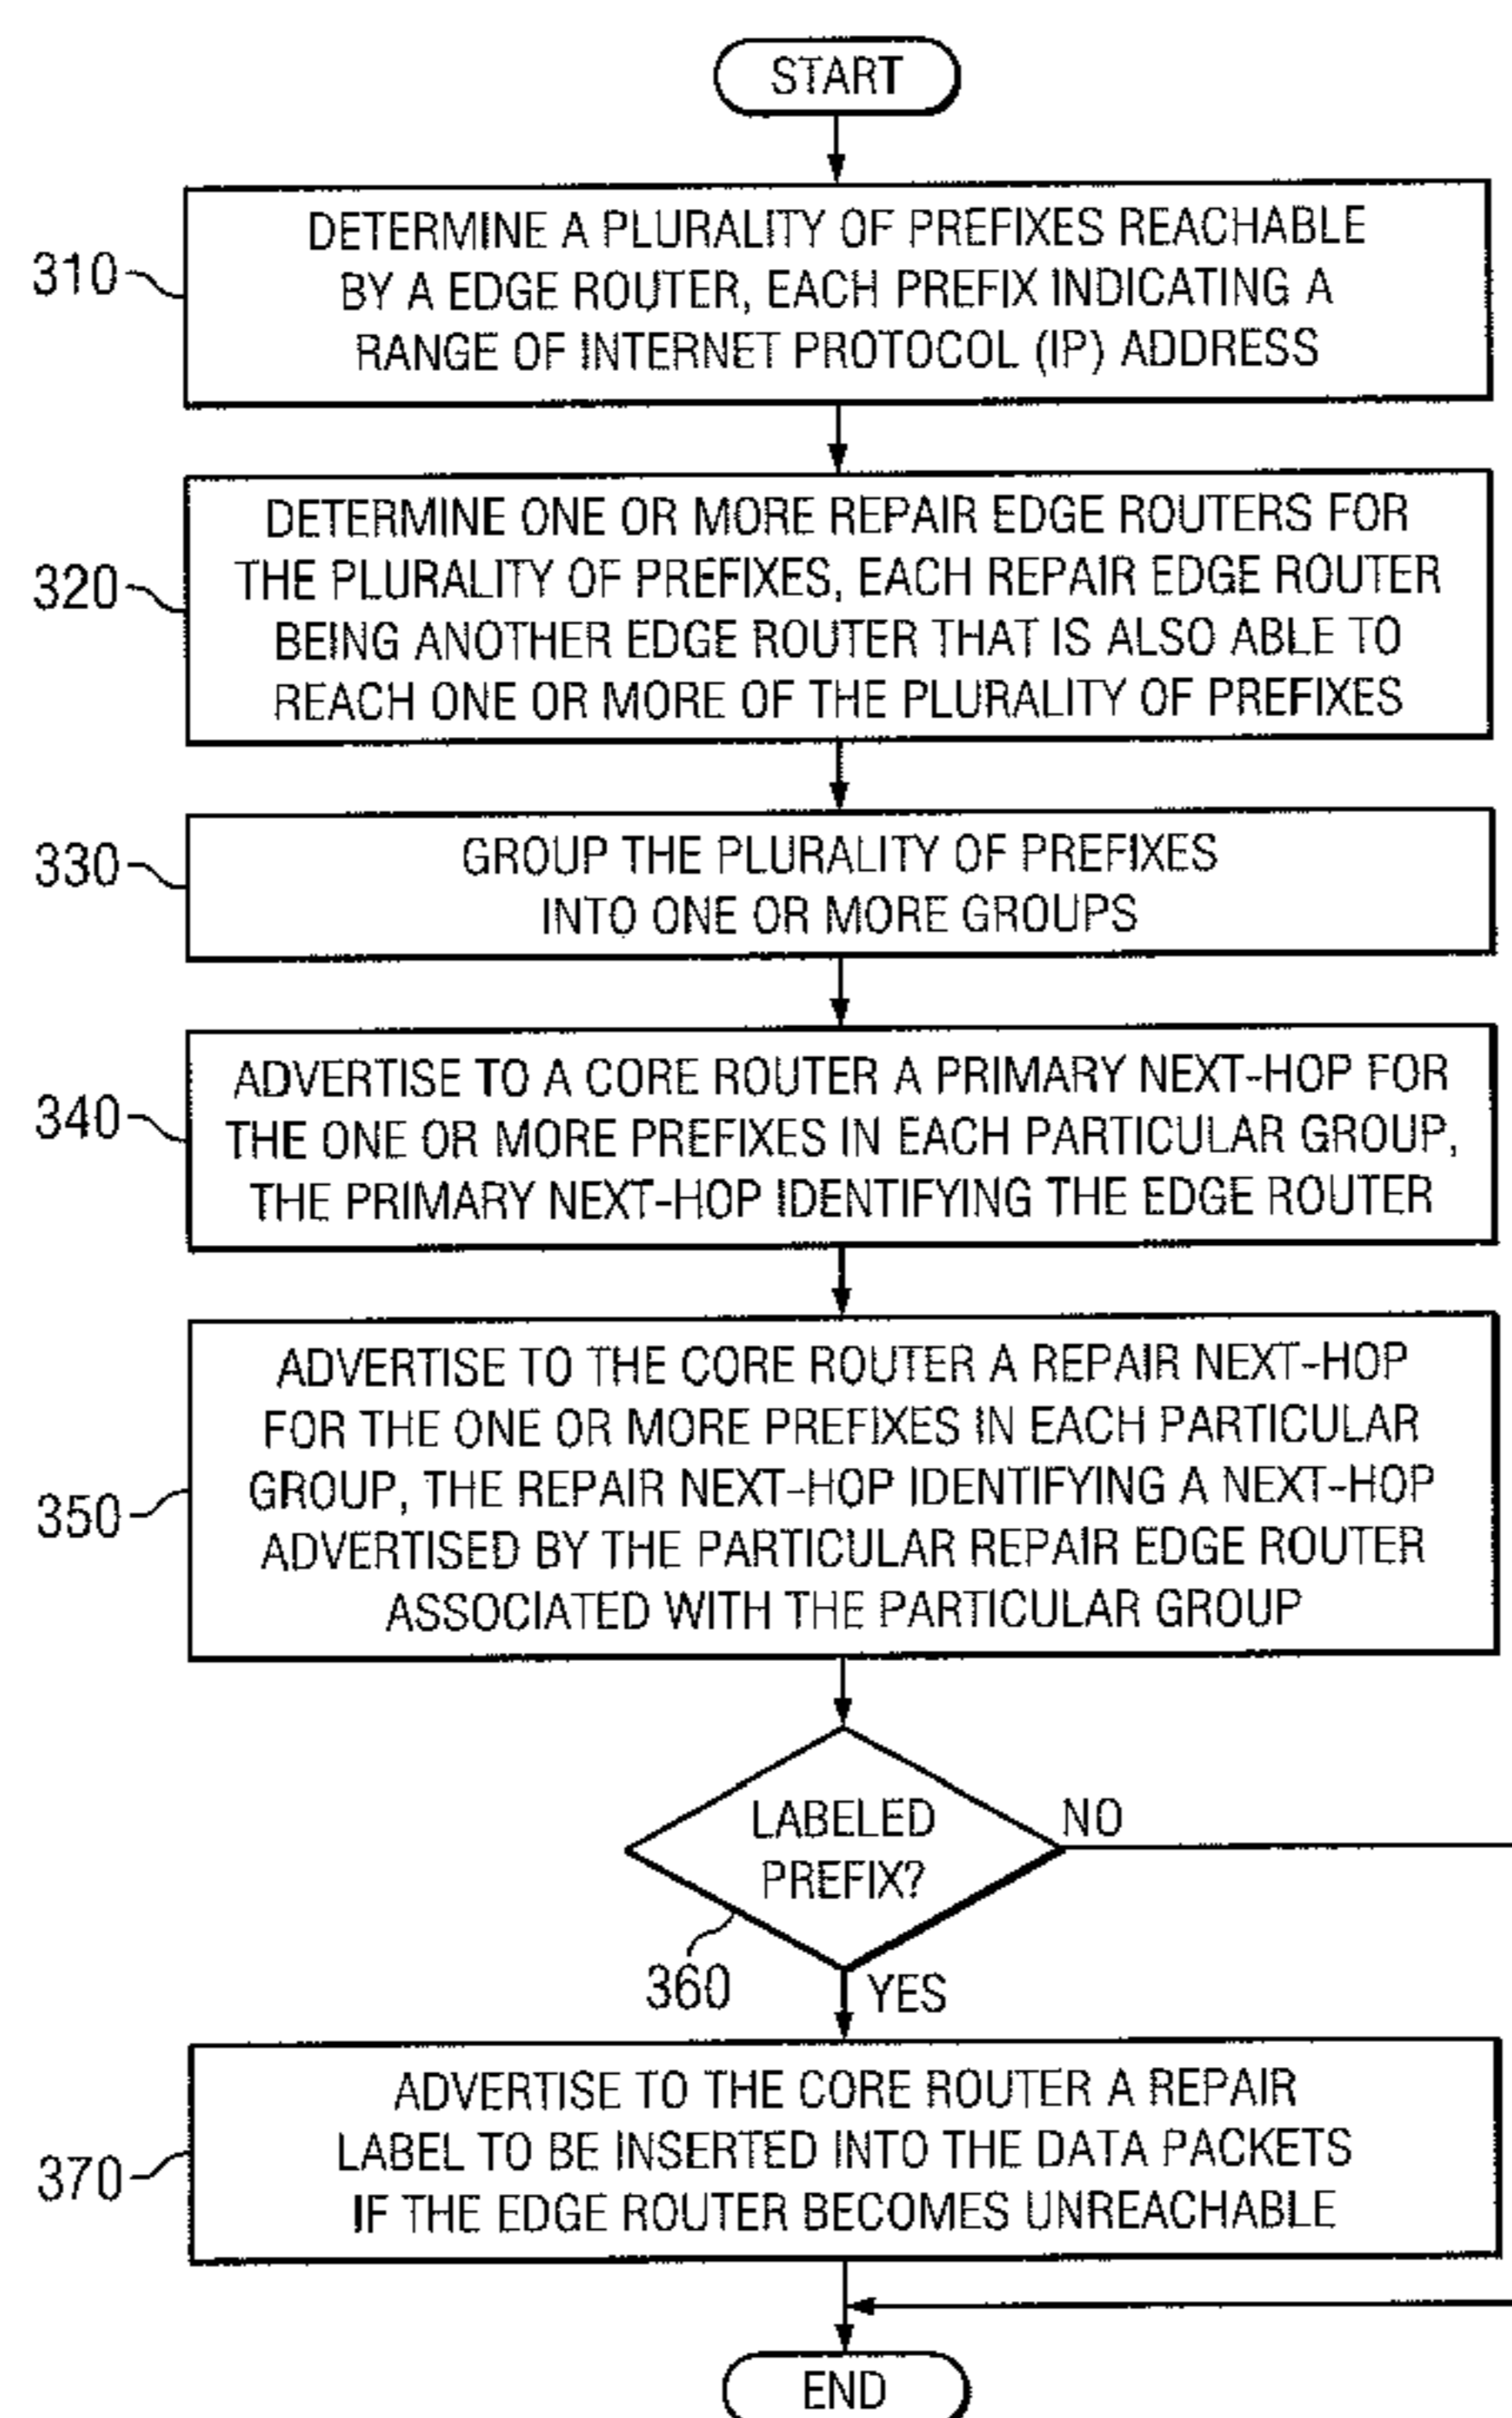 START
310
DETERMINE A PLURALITY OF PREFIXES REACHABLE
BY A EDGE ROUTER, EACH PREFIX INDICATING A
RANGE OF INTERNET PROTOCOL (IP) ADDRESS
320
DETERMINE ONE OR MORE REPAIR EDGE ROUTERS FOR
THE PLURALITY OF PREFIXES, EACH REPAIR EDGE ROUTER
BEING ANOTHER EDGE ROUTER THAT IS ALSO ABLE TO
REACH ONE OR MORE OF THE PLURALITY OF PREFIXES
330
GROUP THE PLURALITY OF PREFIXES
INTO ONE OR MORE GROUPS
340
ADVERTISE TO A CORE ROUTER A PRIMARY NEXT-HOP FOR
THE ONE OR MORE PREFIXES IN EACH PARTICULAR GROUP,
THE PRIMARY NEXT-HOP IDENTIFYING THE EDGE ROUTER
350
ADVERTISE TO THE CORE ROUTER A REPAIR NEXT-HOP
FOR THE ONE OR MORE PREFIXES IN EACH PARTICULAR
GROUP, THE REPAIR NEXT-HOP IDENTIFYING A NEXT-HOP
ADVERTISED BY THE PARTICULAR REPAIR EDGE ROUTER
ASSOCIATED WITH THE PARTICULAR GROUP
LABELED
PREFIX?
NO
360
YES
370
ADVERTISE TO THE CORE ROUTER A REPAIR
LABEL TO BE INSERTED INTO THE DATA PACKETS
IF THE EDGE ROUTER BECOMES UNREACHABLE
END